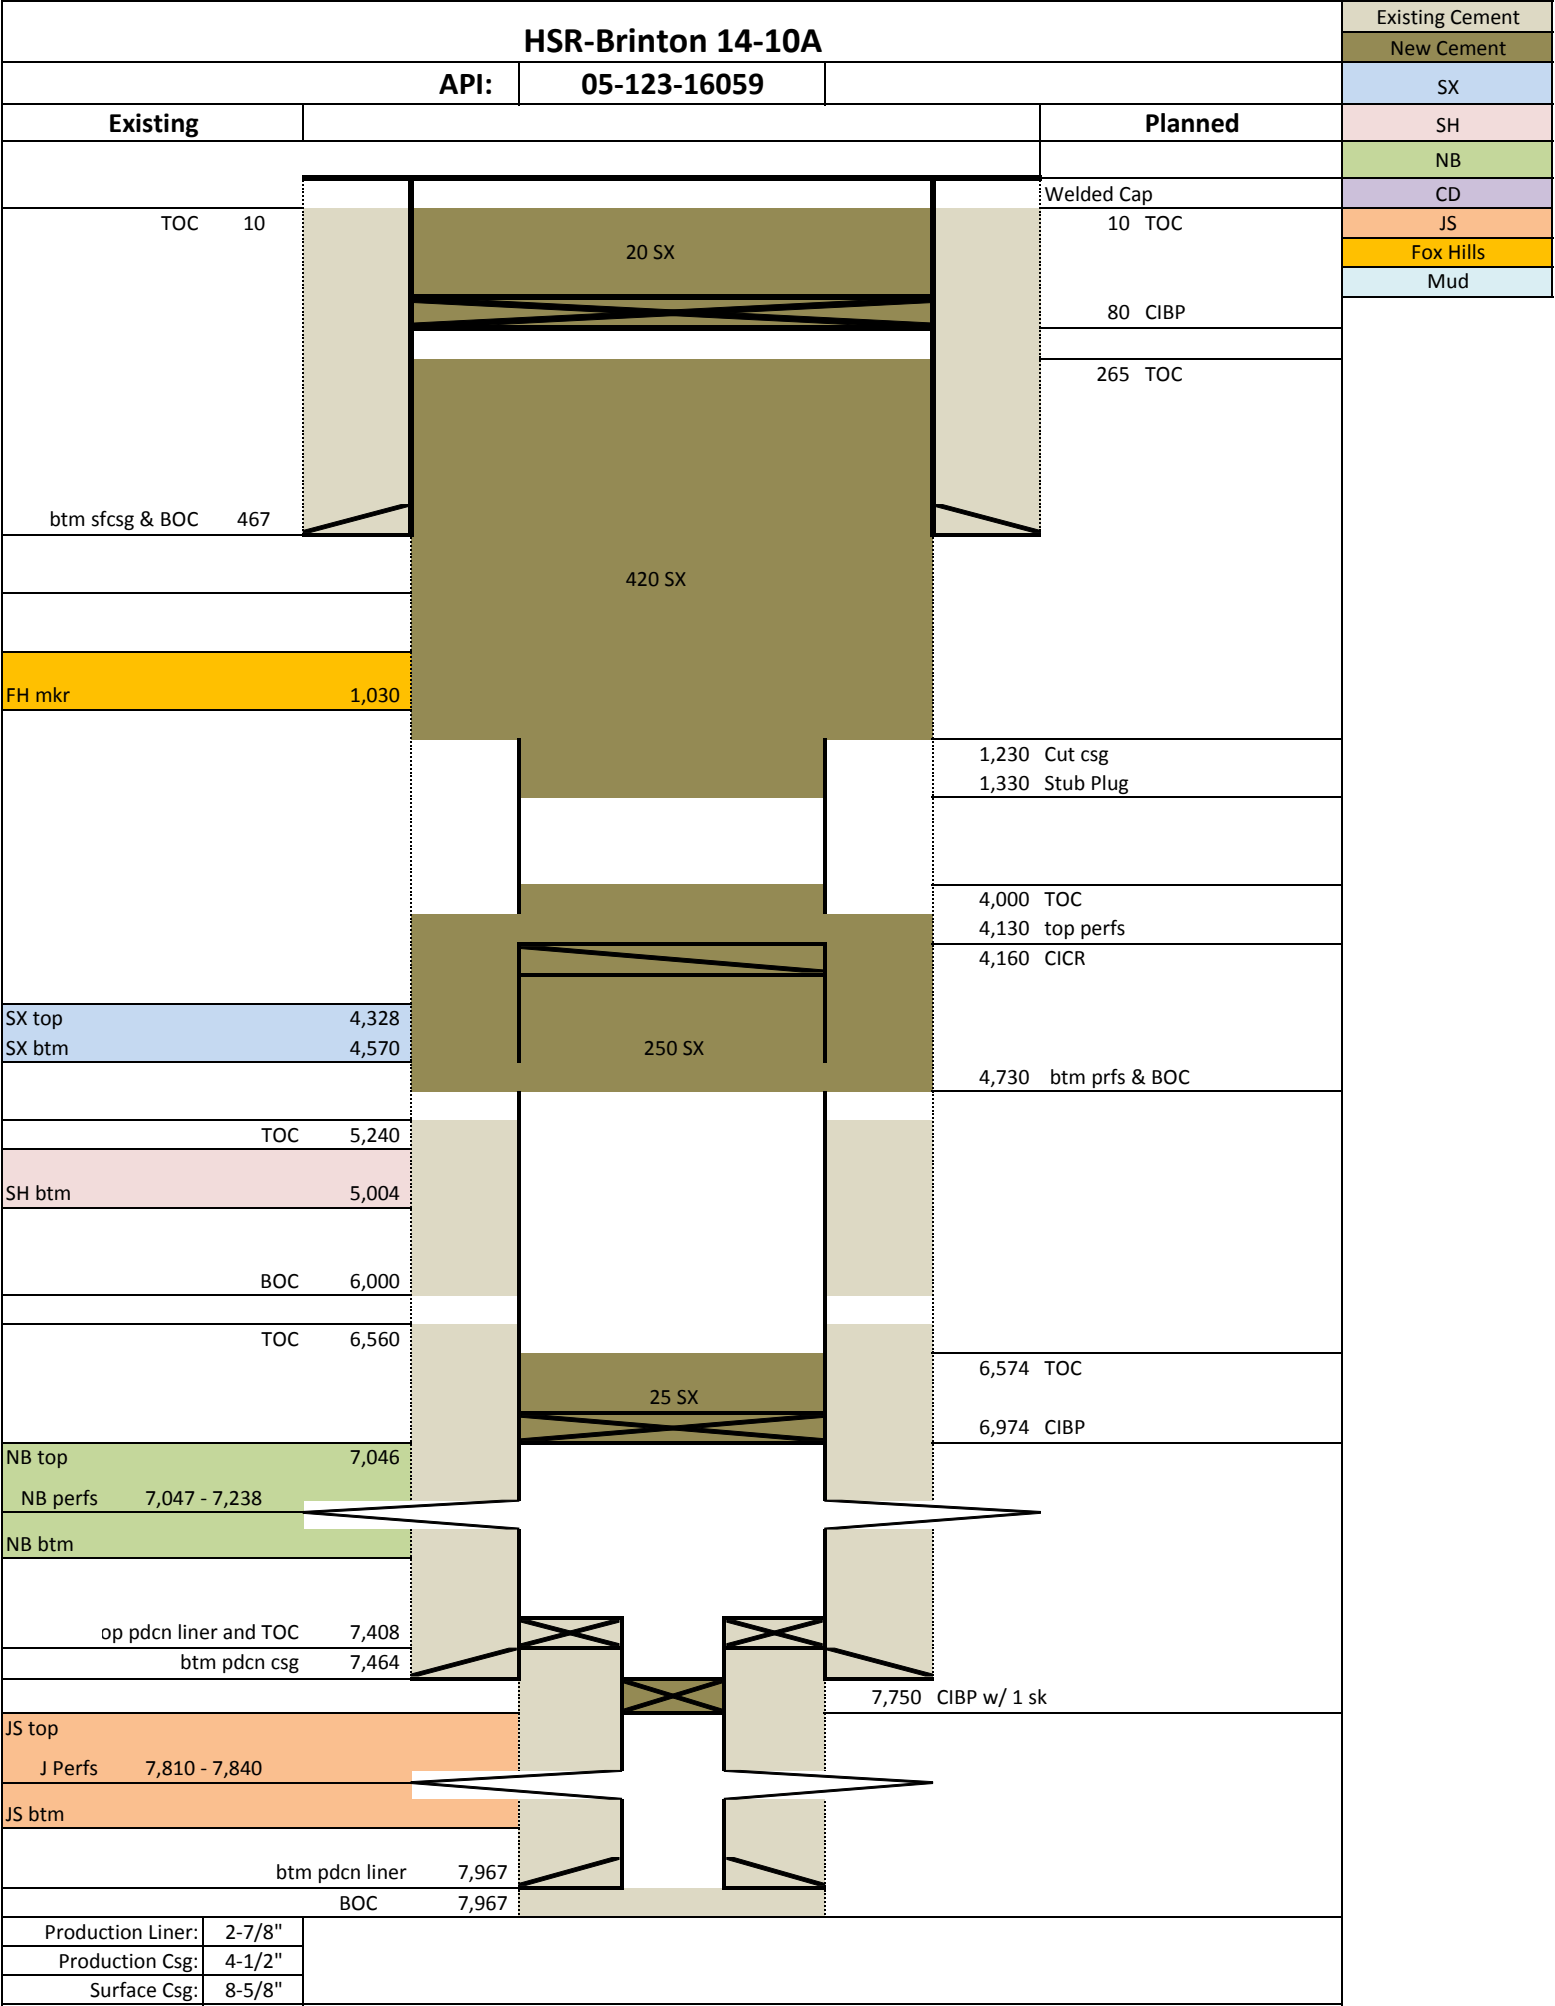 HSR-Brinton 14-10A
API: 05-123-16059
Existing Planned
Existing Cement
New Cement
SX
SH
NB
CD
JS
Fox Hills
Mud
Welded Cap
TOC 10
10 TOC
20 SX
80 CIBP
265 TOC
btm sfcsg & BOC 467
420 SX
FH mkr 1,030
1,230 Cut csg
1,330 Stub Plug
4,000 TOC
4,130 top perfs
4,160 CICR
SX top 4,328
SX btm 4,570
250 SX
4,730 btm prfs & BOC
TOC 5,240
SH btm 5,004
BOC 6,000
TOC 6,560
6,574 TOC
25 SX
6,974 CIBP
NB top 7,046
NB perfs 7,047 - 7,238
NB btm
op pdcn liner and TOC 7,408
btm pdcn csg 7,464
7,750 CIBP w/ 1 sk
JS top
J Perfs 7,810 - 7,840
JS btm
btm pdcn liner 7,967
BOC 7,967
Production Liner: 2-7/8"
Production Csg: 4-1/2"
Surface Csg: 8-5/8"